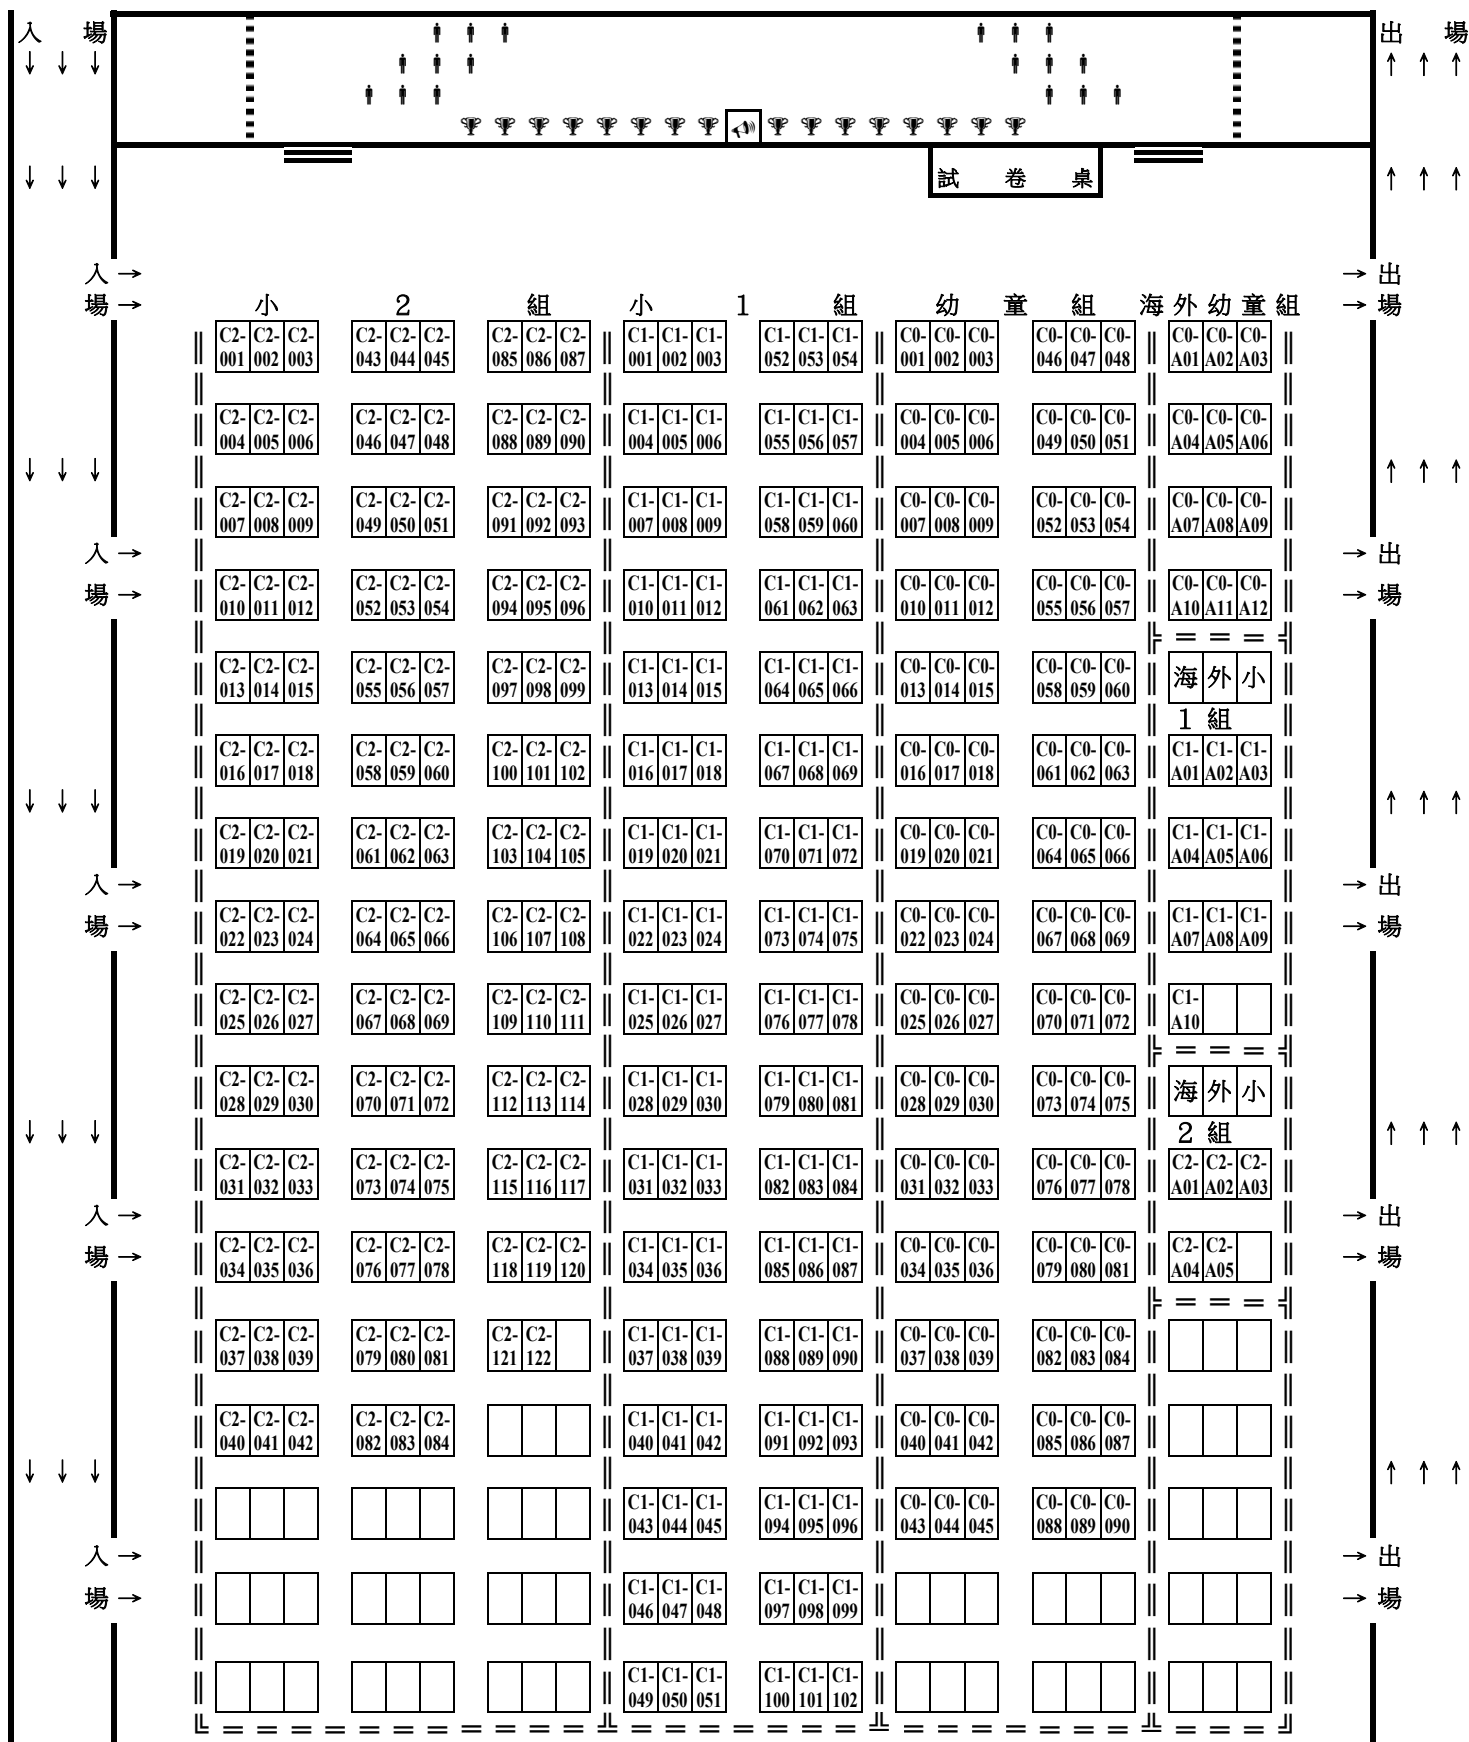 入 場 出 場
↓ ↓ ↓ ↑ ↑ ↑
↓ ↓ ↓ 試 卷 桌 ↑ ↑ ↑
入 → → 出
場 → 小 2 組 小 1 組 幼 童 組 海 外 幼 童 組 → 場
C2- C2- C2- C2- C2- C2- C2- C2- C2- C1- C1- C1- C1- C1- C1- C0- C0- C0- C0- C0- C0- C0- C0- C0-
001 002 003 043 044 045 085 086 087 001 002 003 052 053 054 001 002 003 046 047 048 A01 A02 A03
C2- C2- C2- C2- C2- C2- C2- C2- C2- C1- C1- C1- C1- C1- C1- C0- C0- C0- C0- C0- C0- C0- C0- C0-
004 005 006 046 047 048 088 089 090 004 005 006 055 056 057 004 005 006 049 050 051 A04 A05 A06
↓ ↓ ↓ ↑ ↑ ↑
C2- C2- C2- C2- C2- C2- C2- C2- C2- C1- C1- C1- C1- C1- C1- C0- C0- C0- C0- C0- C0- C0- C0- C0-
007 008 009 049 050 051 091 092 093 007 008 009 058 059 060 007 008 009 052 053 054 A07 A08 A09
入 → → 出
C2- C2- C2- C2- C2- C2- C2- C2- C2- C1- C1- C1- C1- C1- C1- C0- C0- C0- C0- C0- C0- C0- C0- C0-
場 → → 場
010 011 012 052 053 054 094 095 096 010 011 012 061 062 063 010 011 012 055 056 057 A10 A11 A12
C2- C2- C2- C2- C2- C2- C2- C2- C2- C1- C1- C1- C1- C1- C1- C0- C0- C0- C0- C0- C0- 海 外 小
013 014 015 055 056 057 097 098 099 013 014 015 064 065 066 013 014 015 058 059 060
1 組
C2- C2- C2- C2- C2- C2- C2- C2- C2- C1- C1- C1- C1- C1- C1- C0- C0- C0- C0- C0- C0- C1- C1- C1-
016 017 018 058 059 060 100 101 102 016 017 018 067 068 069 016 017 018 061 062 063 A01 A02 A03
↓ ↓ ↓ ↑ ↑ ↑
C2- C2- C2- C2- C2- C2- C2- C2- C2- C1- C1- C1- C1- C1- C1- C0- C0- C0- C0- C0- C0- C1- C1- C1-
019 020 021 061 062 063 103 104 105 019 020 021 070 071 072 019 020 021 064 065 066 A04 A05 A06
入 → → 出
C2- C2- C2- C2- C2- C2- C2- C2- C2- C1- C1- C1- C1- C1- C1- C0- C0- C0- C0- C0- C0- C1- C1- C1-
場 → → 場
022 023 024 064 065 066 106 107 108 022 023 024 073 074 075 022 023 024 067 068 069 A07 A08 A09
C2- C2- C2- C2- C2- C2- C2- C2- C2- C1- C1- C1- C1- C1- C1- C0- C0- C0- C0- C0- C0- C1-
025 026 027 067 068 069 109 110 111 025 026 027 076 077 078 025 026 027 070 071 072 A10
C2- C2- C2- C2- C2- C2- C2- C2- C2- C1- C1- C1- C1- C1- C1- C0- C0- C0- C0- C0- C0- 海 外 小
028 029 030 070 071 072 112 113 114 028 029 030 079 080 081 028 029 030 073 074 075
↓ ↓ ↓ 2 組 ↑ ↑ ↑
C2- C2- C2- C2- C2- C2- C2- C2- C2- C1- C1- C1- C1- C1- C1- C0- C0- C0- C0- C0- C0- C2- C2- C2-
031 032 033 073 074 075 115 116 117 031 032 033 082 083 084 031 032 033 076 077 078 A01 A02 A03
入 → → 出
C2- C2- C2- C2- C2- C2- C2- C2- C2- C1- C1- C1- C1- C1- C1- C0- C0- C0- C0- C0- C0- C2- C2-
場 → → 場
034 035 036 076 077 078 118 119 120 034 035 036 085 086 087 034 035 036 079 080 081 A04 A05
C2- C2- C2- C2- C2- C2- C2- C2- C1- C1- C1- C1- C1- C1- C0- C0- C0- C0- C0- C0-
037 038 039 079 080 081 121 122 037 038 039 088 089 090 037 038 039 082 083 084
C2- C2- C2- C2- C2- C2- C1- C1- C1- C1- C1- C1- C0- C0- C0- C0- C0- C0-
040 041 042 082 083 084 040 041 042 091 092 093 040 041 042 085 086 087
↓ ↓ ↓ ↑ ↑ ↑
C1- C1- C1- C1- C1- C1- C0- C0- C0- C0- C0- C0-
043 044 045 094 095 096 043 044 045 088 089 090
入 → → 出
C1- C1- C1- C1- C1- C1-
場 → → 場
046 047 048 097 098 099
C1- C1- C1- C1- C1- C1-
049 050 051 100 101 102